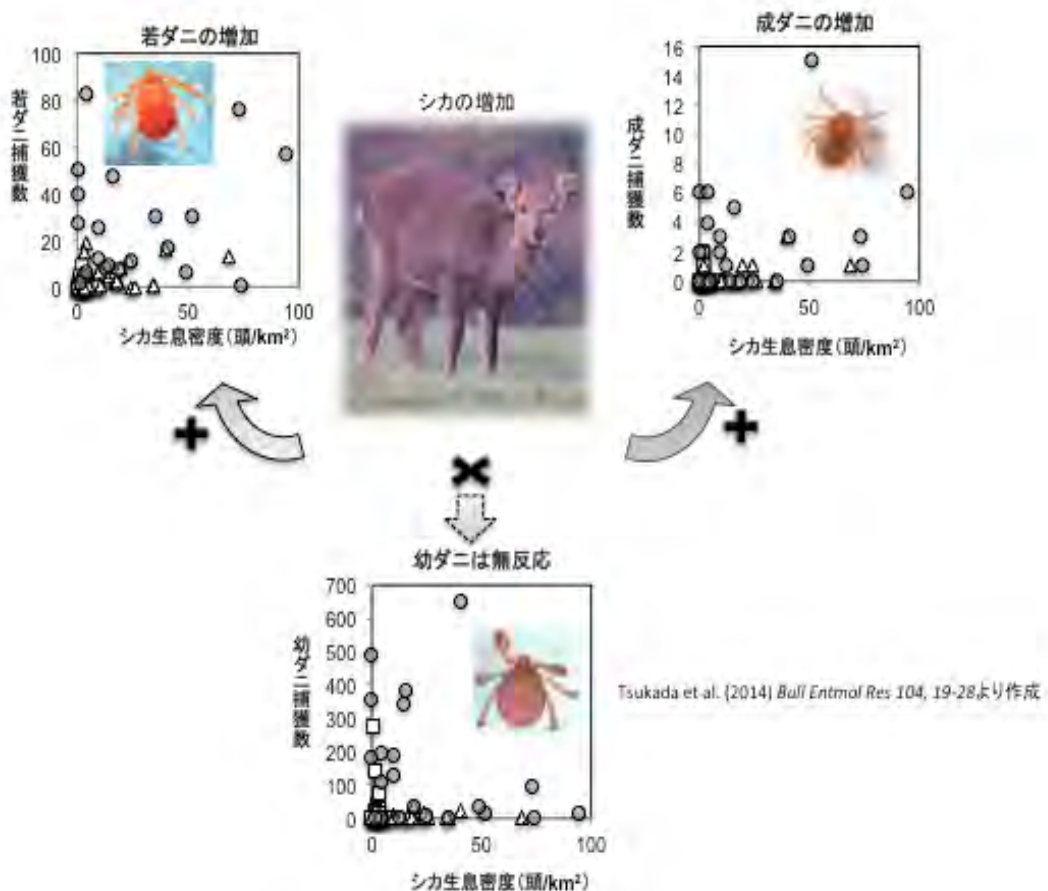 若ダニの増加
100
80
60
40
20
0
若ダニ捕獲数
0 50 100
シカ生息密度(頭/km²)
シカの増加
成ダニの増加
16
14
12
10
8
6
4
2
0
成ダニ捕獲数
0 50 100
シカ生息密度(頭/km²)
幼ダニは無反応
700
600
500
400
300
200
100
0
幼ダニ捕獲数
0 50 100
シカ生息密度(頭/km²)
Tsukada et al. (2014) Bull Entmol Res 104, 19-28より作成